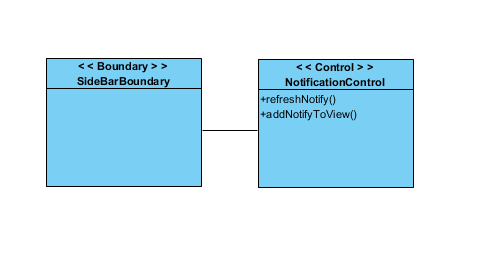 < < Boundary > >
SideBarBoundary
< < Control > >
NotificationControl
+refreshNotify()
+addNotifyToView()